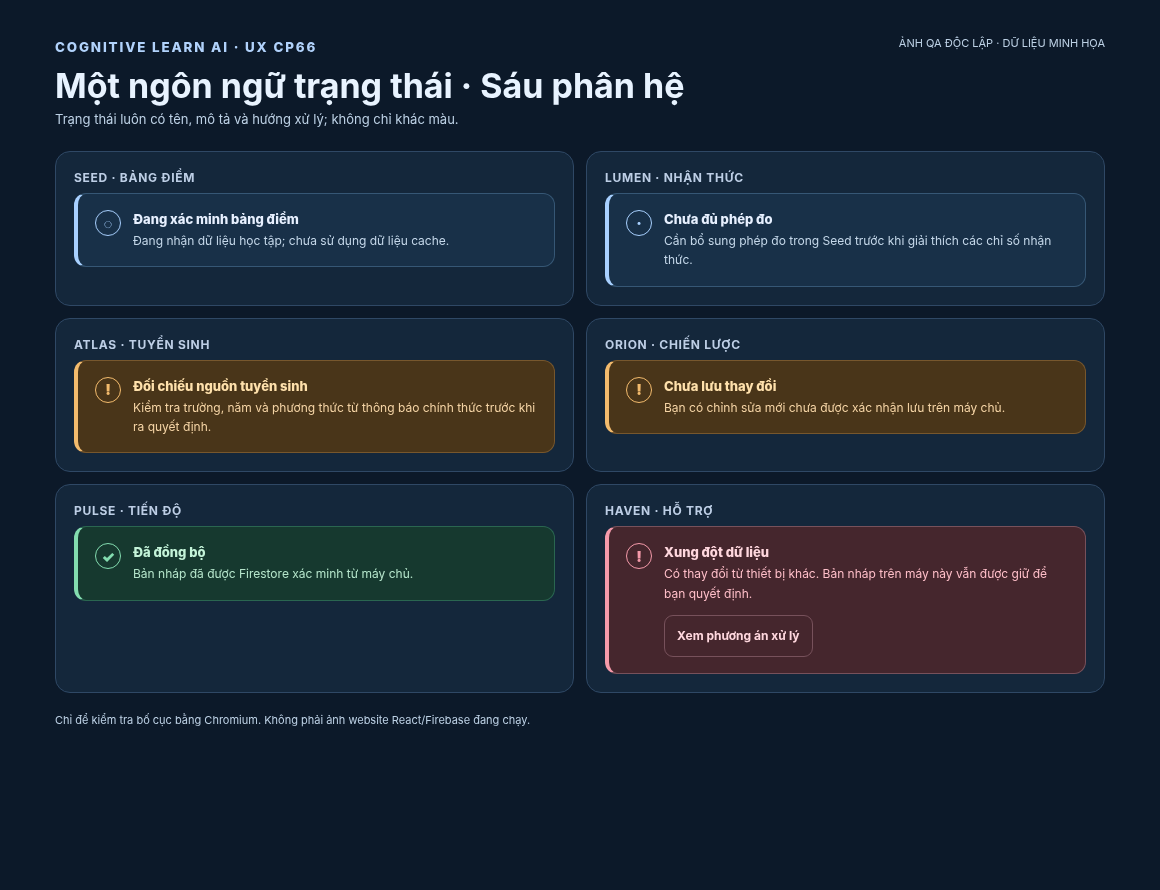 COGNITIVE LEARN AI · UX CP66
ẢNH QA ĐỘC LẬP · DỮ LIỆU MINH HỌA
Một ngôn ngữ trạng thái · Sáu phân hệ
Trạng thái luôn có tên, mô tả và hướng xử lý; không chỉ khác màu.
SEED · BẢNG ĐIỂM
Đang xác minh bảng điểm
Đang nhận dữ liệu học tập; chưa sử dụng dữ liệu cache.
LUMEN · NHẬN THỨC
Chưa đủ phép đo
Cần bổ sung phép đo trong Seed trước khi giải thích các chỉ số nhận
thức.
ATLAS · TUYỂN SINH
!
Đối chiếu nguồn tuyển sinh
Kiểm tra trường, năm và phương thức từ thông báo chính thức trước khi
ra quyết định.
ORION · CHIẾN LƯỢC
!
Chưa lưu thay đổi
Bạn có chỉnh sửa mới chưa được xác nhận lưu trên máy chủ.
PULSE · TIẾN ĐỘ
Đã đồng bộ
Bản nháp đã được Firestore xác minh từ máy chủ.
HAVEN · HỖ TRỢ
!
Xung đột dữ liệu
Có thay đổi từ thiết bị khác. Bản nháp trên máy này vẫn được giữ để
bạn quyết định.
Xem phương án xử lý
Chỉ để kiểm tra bố cục bằng Chromium. Không phải ảnh website React/Firebase đang chạy.